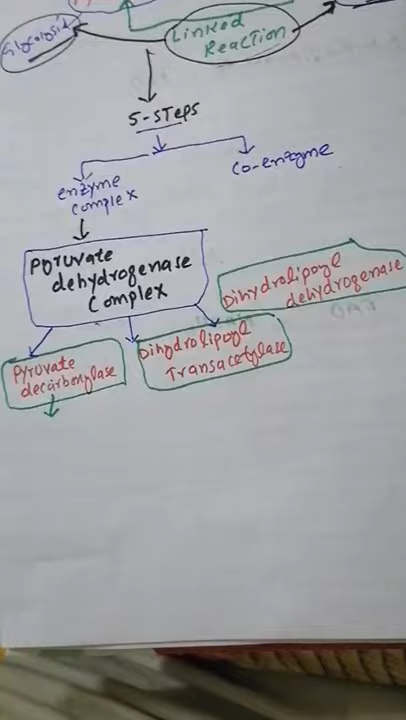 Glycolysis
Linked
Reaction
5-STEPS
enzyme
complex
co-enzyme
Pyruvate
dehydrogenase
Complex
Dihydrolipoyl
dehydrogenase
Pyruvate
decarboxylase
Dihydrolipoyl
Transacetylase